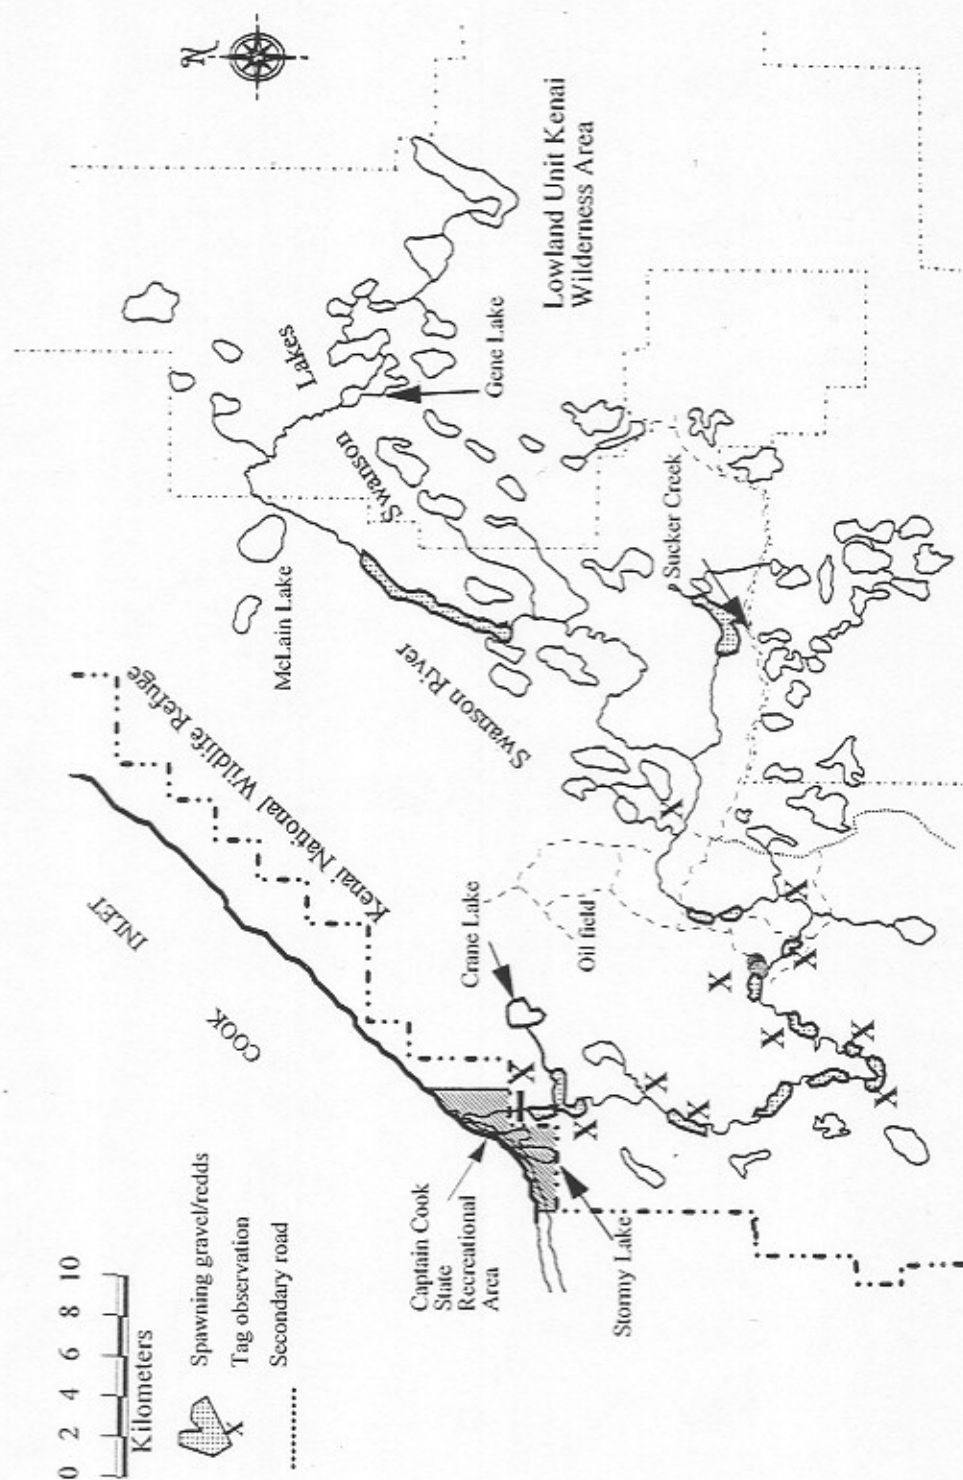 N
Lowland Unit Kenai
Wilderness Area
Lakes
Swanson
Gene Lake
Sucker Creek
McLain Lake
Swanson River
Kenai National Wildlife Refuge
INLET
COOK
Crane Lake
Oil field
X
X
X
X
X
X
X
X
X
X
X
Captain Cook
State
Recreational
Area
Stormy Lake
0 2 4 6 8 10
Kilometers
Spawning gravel/redds
X
Tag observation
Secondary road